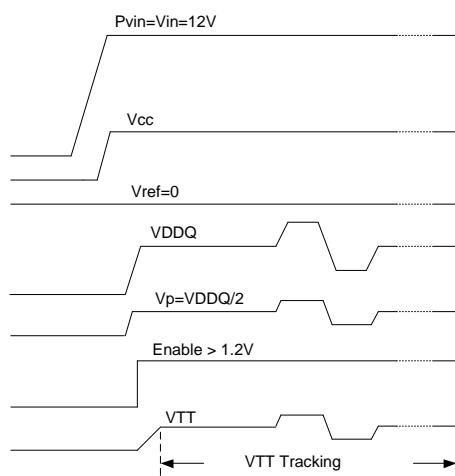 Pvin=Vin=12V
Vcc
Vref=0
VDDQ
Vp=VDDQ/2
Enable > 1.2V
VTT
VTT Tracking